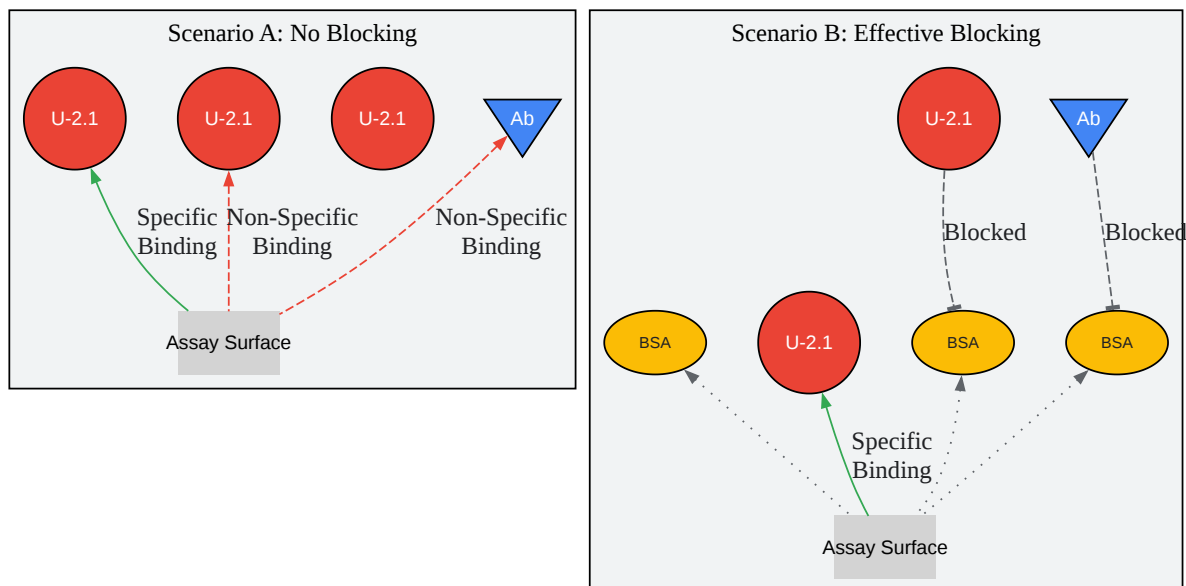 Scenario A: No Blocking
U-2.1
U-2.1
U-2.1
Ab
Specific
Binding
Non-Specific
Binding
Non-Specific
Binding
Assay Surface
Scenario B: Effective Blocking
U-2.1
Ab
Blocked
Blocked
BSA
U-2.1
BSA
BSA
Specific
Binding
Assay Surface